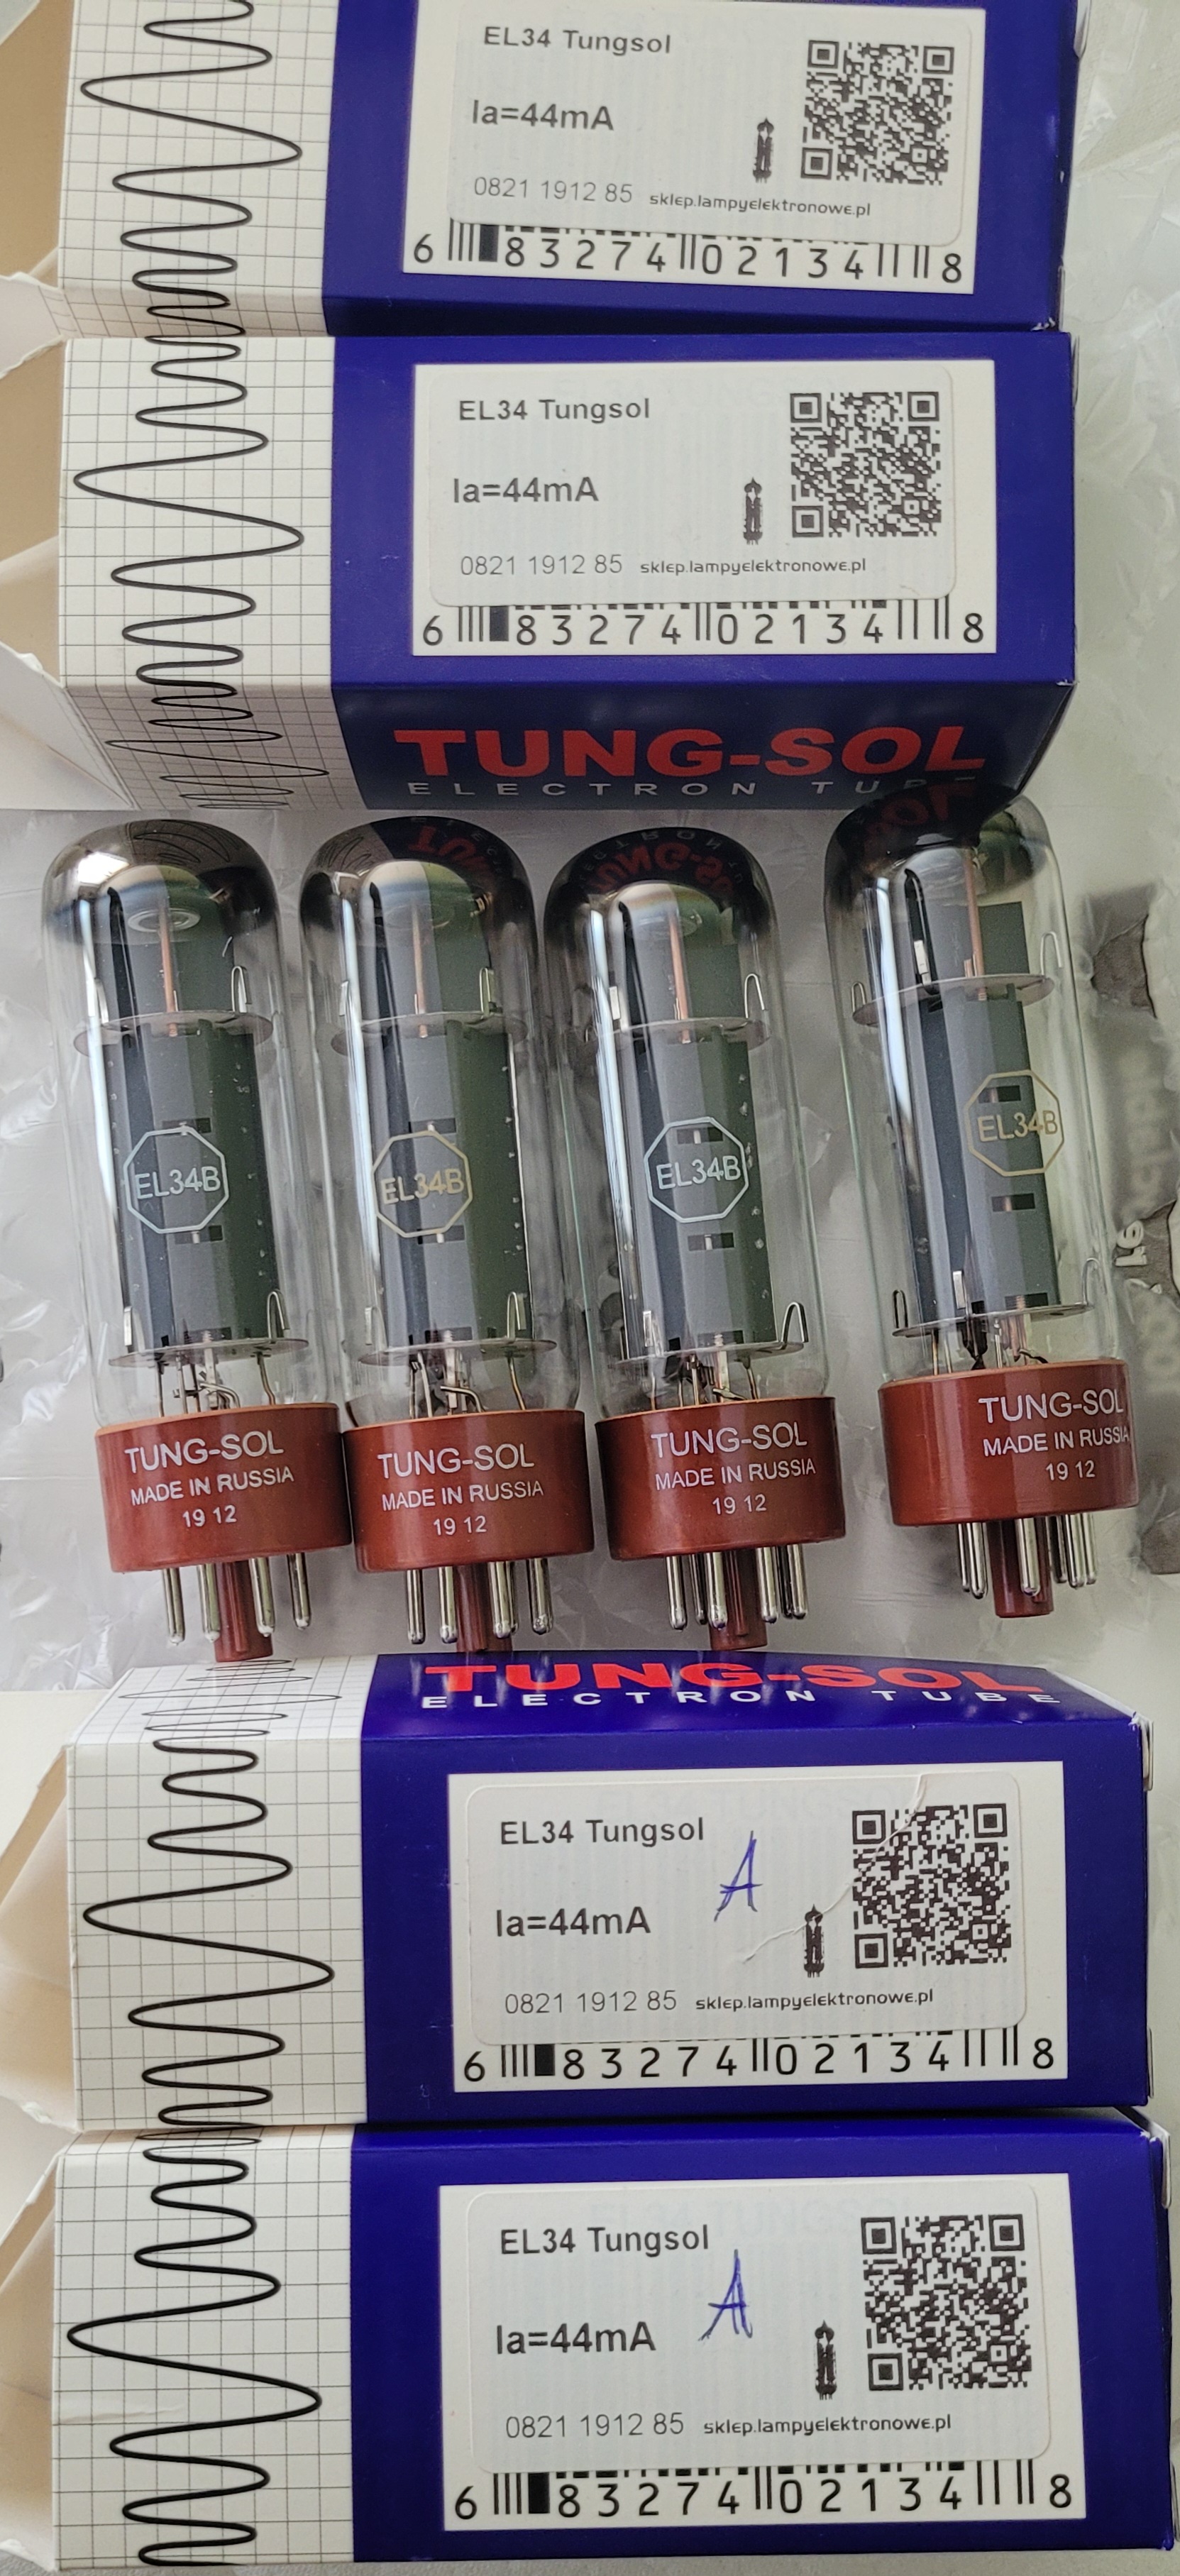 EL34 Tungsol
Ia=44mA
0821 1912 85 sklep.lampyelektronowe.pl
6 83274 02134 8
EL34 Tungsol
Ia=44mA
0821 1912 85 sklep.lampyelektronowe.pl
6 83274 02134 8
TUNG-SOL
ELECTRON TUBE
EL34B
EL34B
EL34B
EL34B
TUNG-SOL
MADE IN RUSSIA
19 12
TUNG-SOL
MADE IN RUSSIA
19 12
TUNG-SOL
MADE IN RUSSIA
19 12
TUNG-SOL
MADE IN RUSSIA
19 12
TUNG-SOL
ELECTRON TUBE
EL34 Tungsol
A
Ia=44mA
0821 1912 85 sklep.lampyelektronowe.pl
6 83274 02134 8
EL34 Tungsol
A
Ia=44mA
0821 1912 85 sklep.lampyelektronowe.pl
6 83274 02134 8